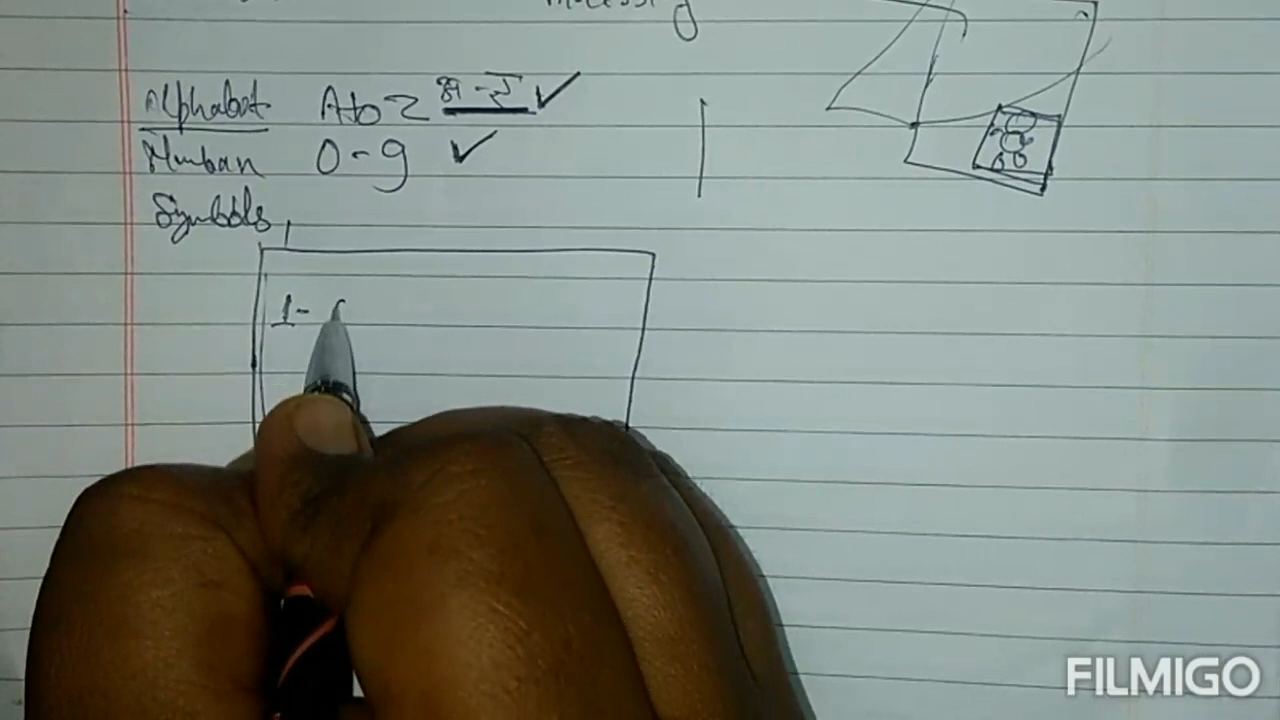 Alphabet A to Z
Number 0-9 ✓
Symbols
1-
FILMIGO